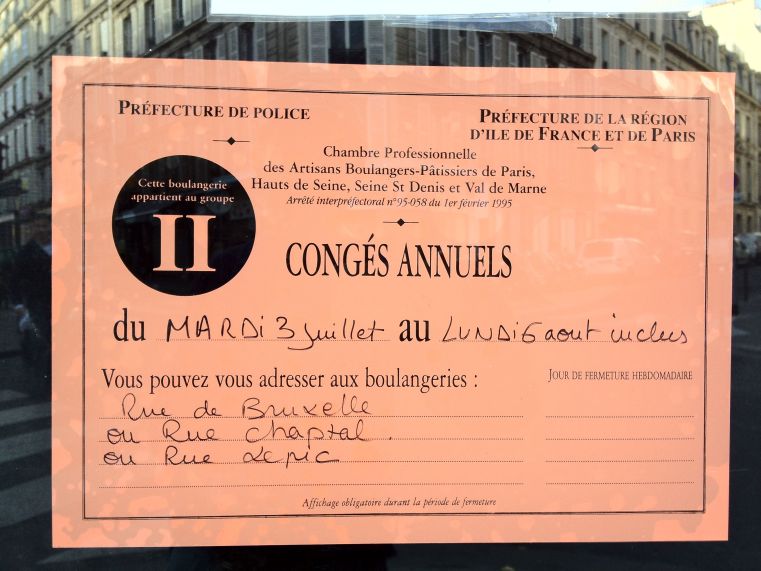 PRÉFECTURE DE POLICE
PRÉFECTURE DE LA RÉGION
D'ILE DE FRANCE ET DE PARIS
Chambre Professionnelle
des Artisans Boulangers-Pâtissiers de Paris,
Hauts de Seine, Seine St Denis et Val de Marne
Arrêté interpréfectoral n°95-058 du 1er février 1995
Cette boulangerie
appartient au groupe
II
CONGÉS ANNUELS
du MARDi 3 juillet au LUNDi 6 aout inclus
Vous pouvez vous adresser aux boulangeries :
JOUR DE FERMETURE HEBDOMADAIRE
Rue de Bruxelle
ou Rue Chaptal.
ou Rue Lepic
Affichage obligatoire durant la période de fermeture